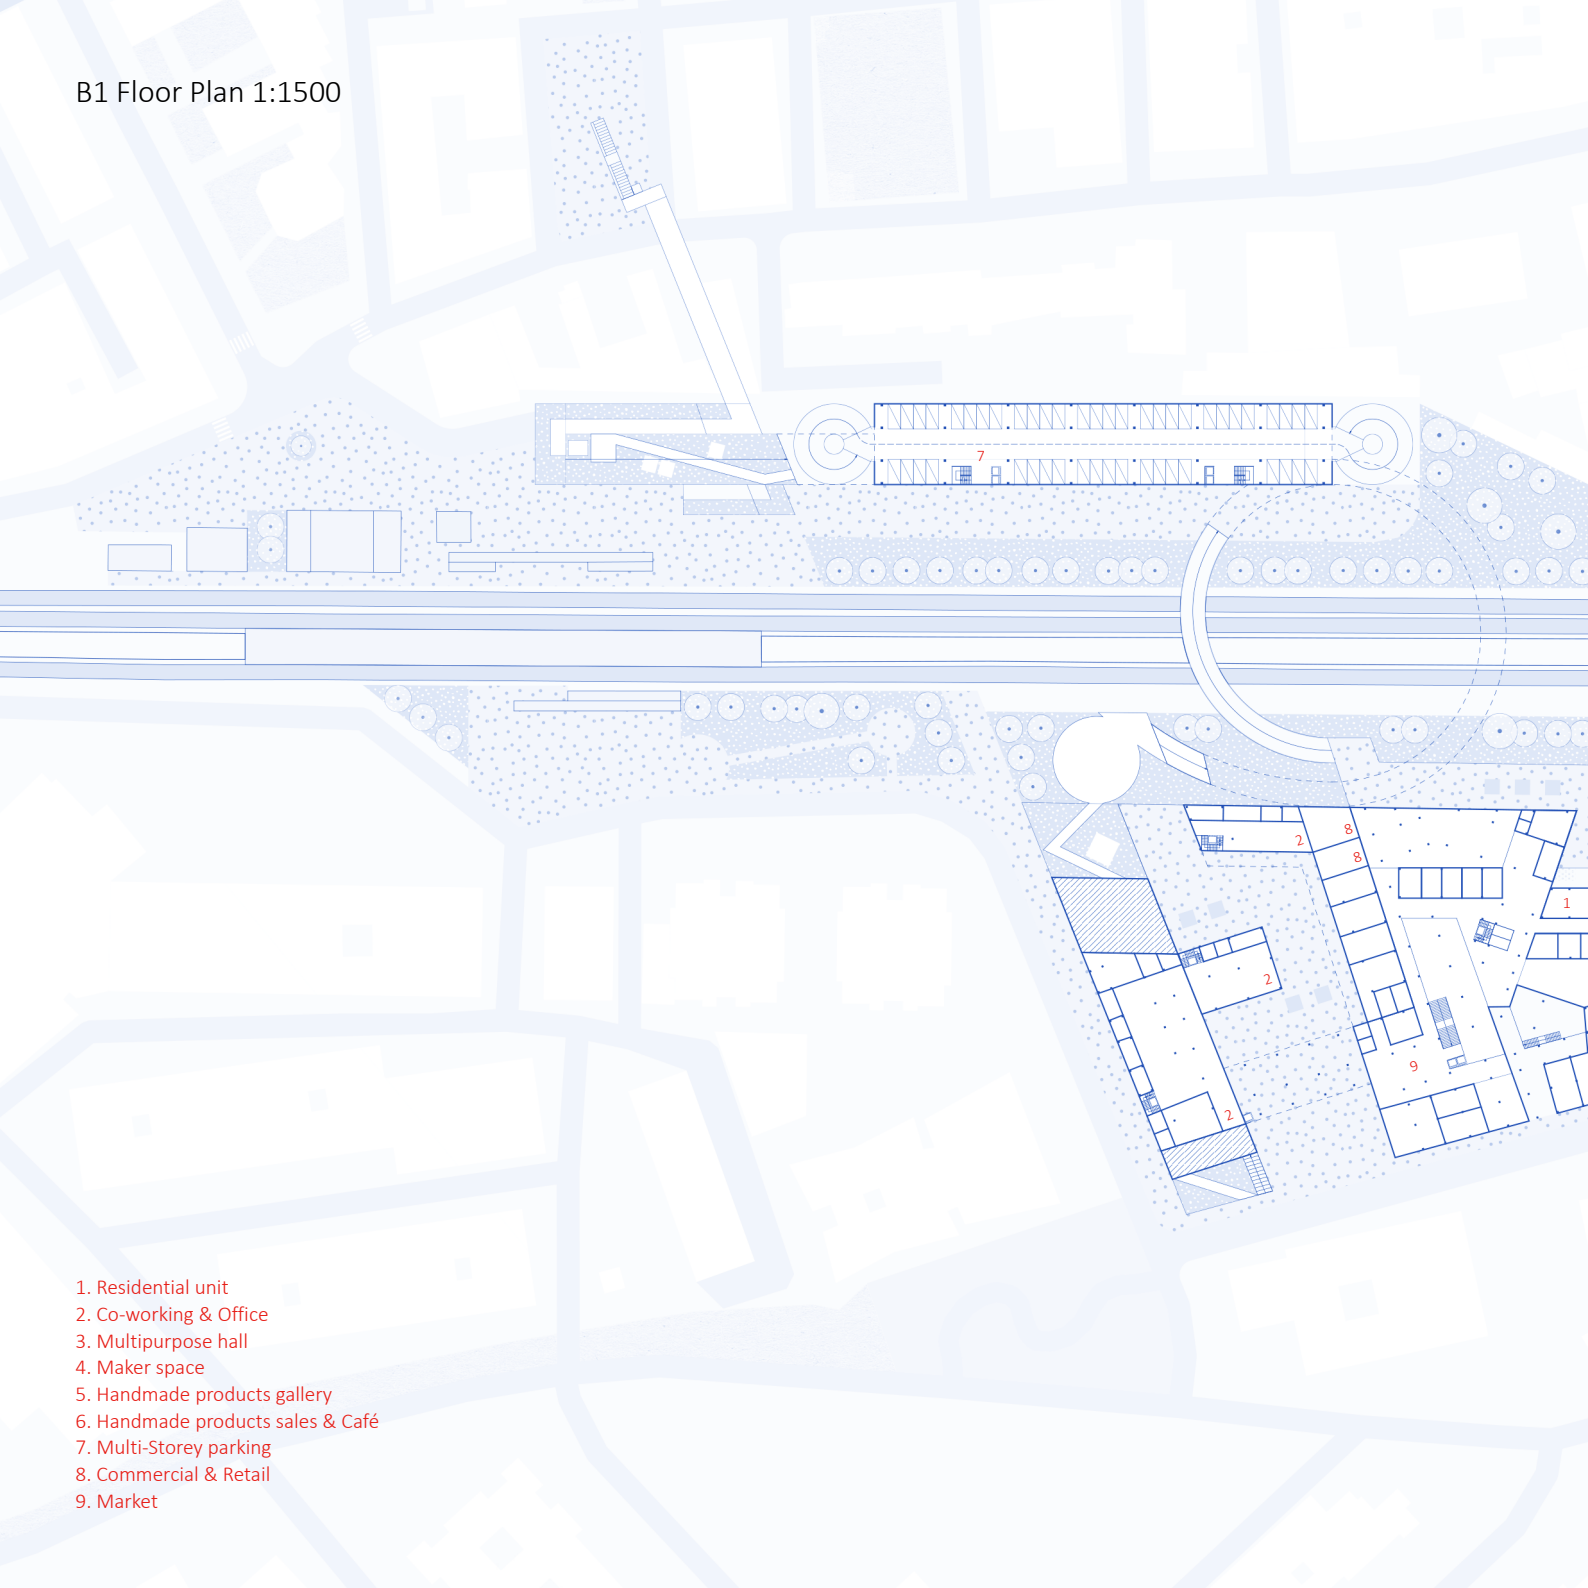 B1 Floor Plan 1:1500
7
2
8
8
1
2
9
2
1. Residential unit
2. Co-working & Office
3. Multipurpose hall
4. Maker space
5. Handmade products gallery
6. Handmade products sales & Café
7. Multi-Storey parking
8. Commercial & Retail
9. Market